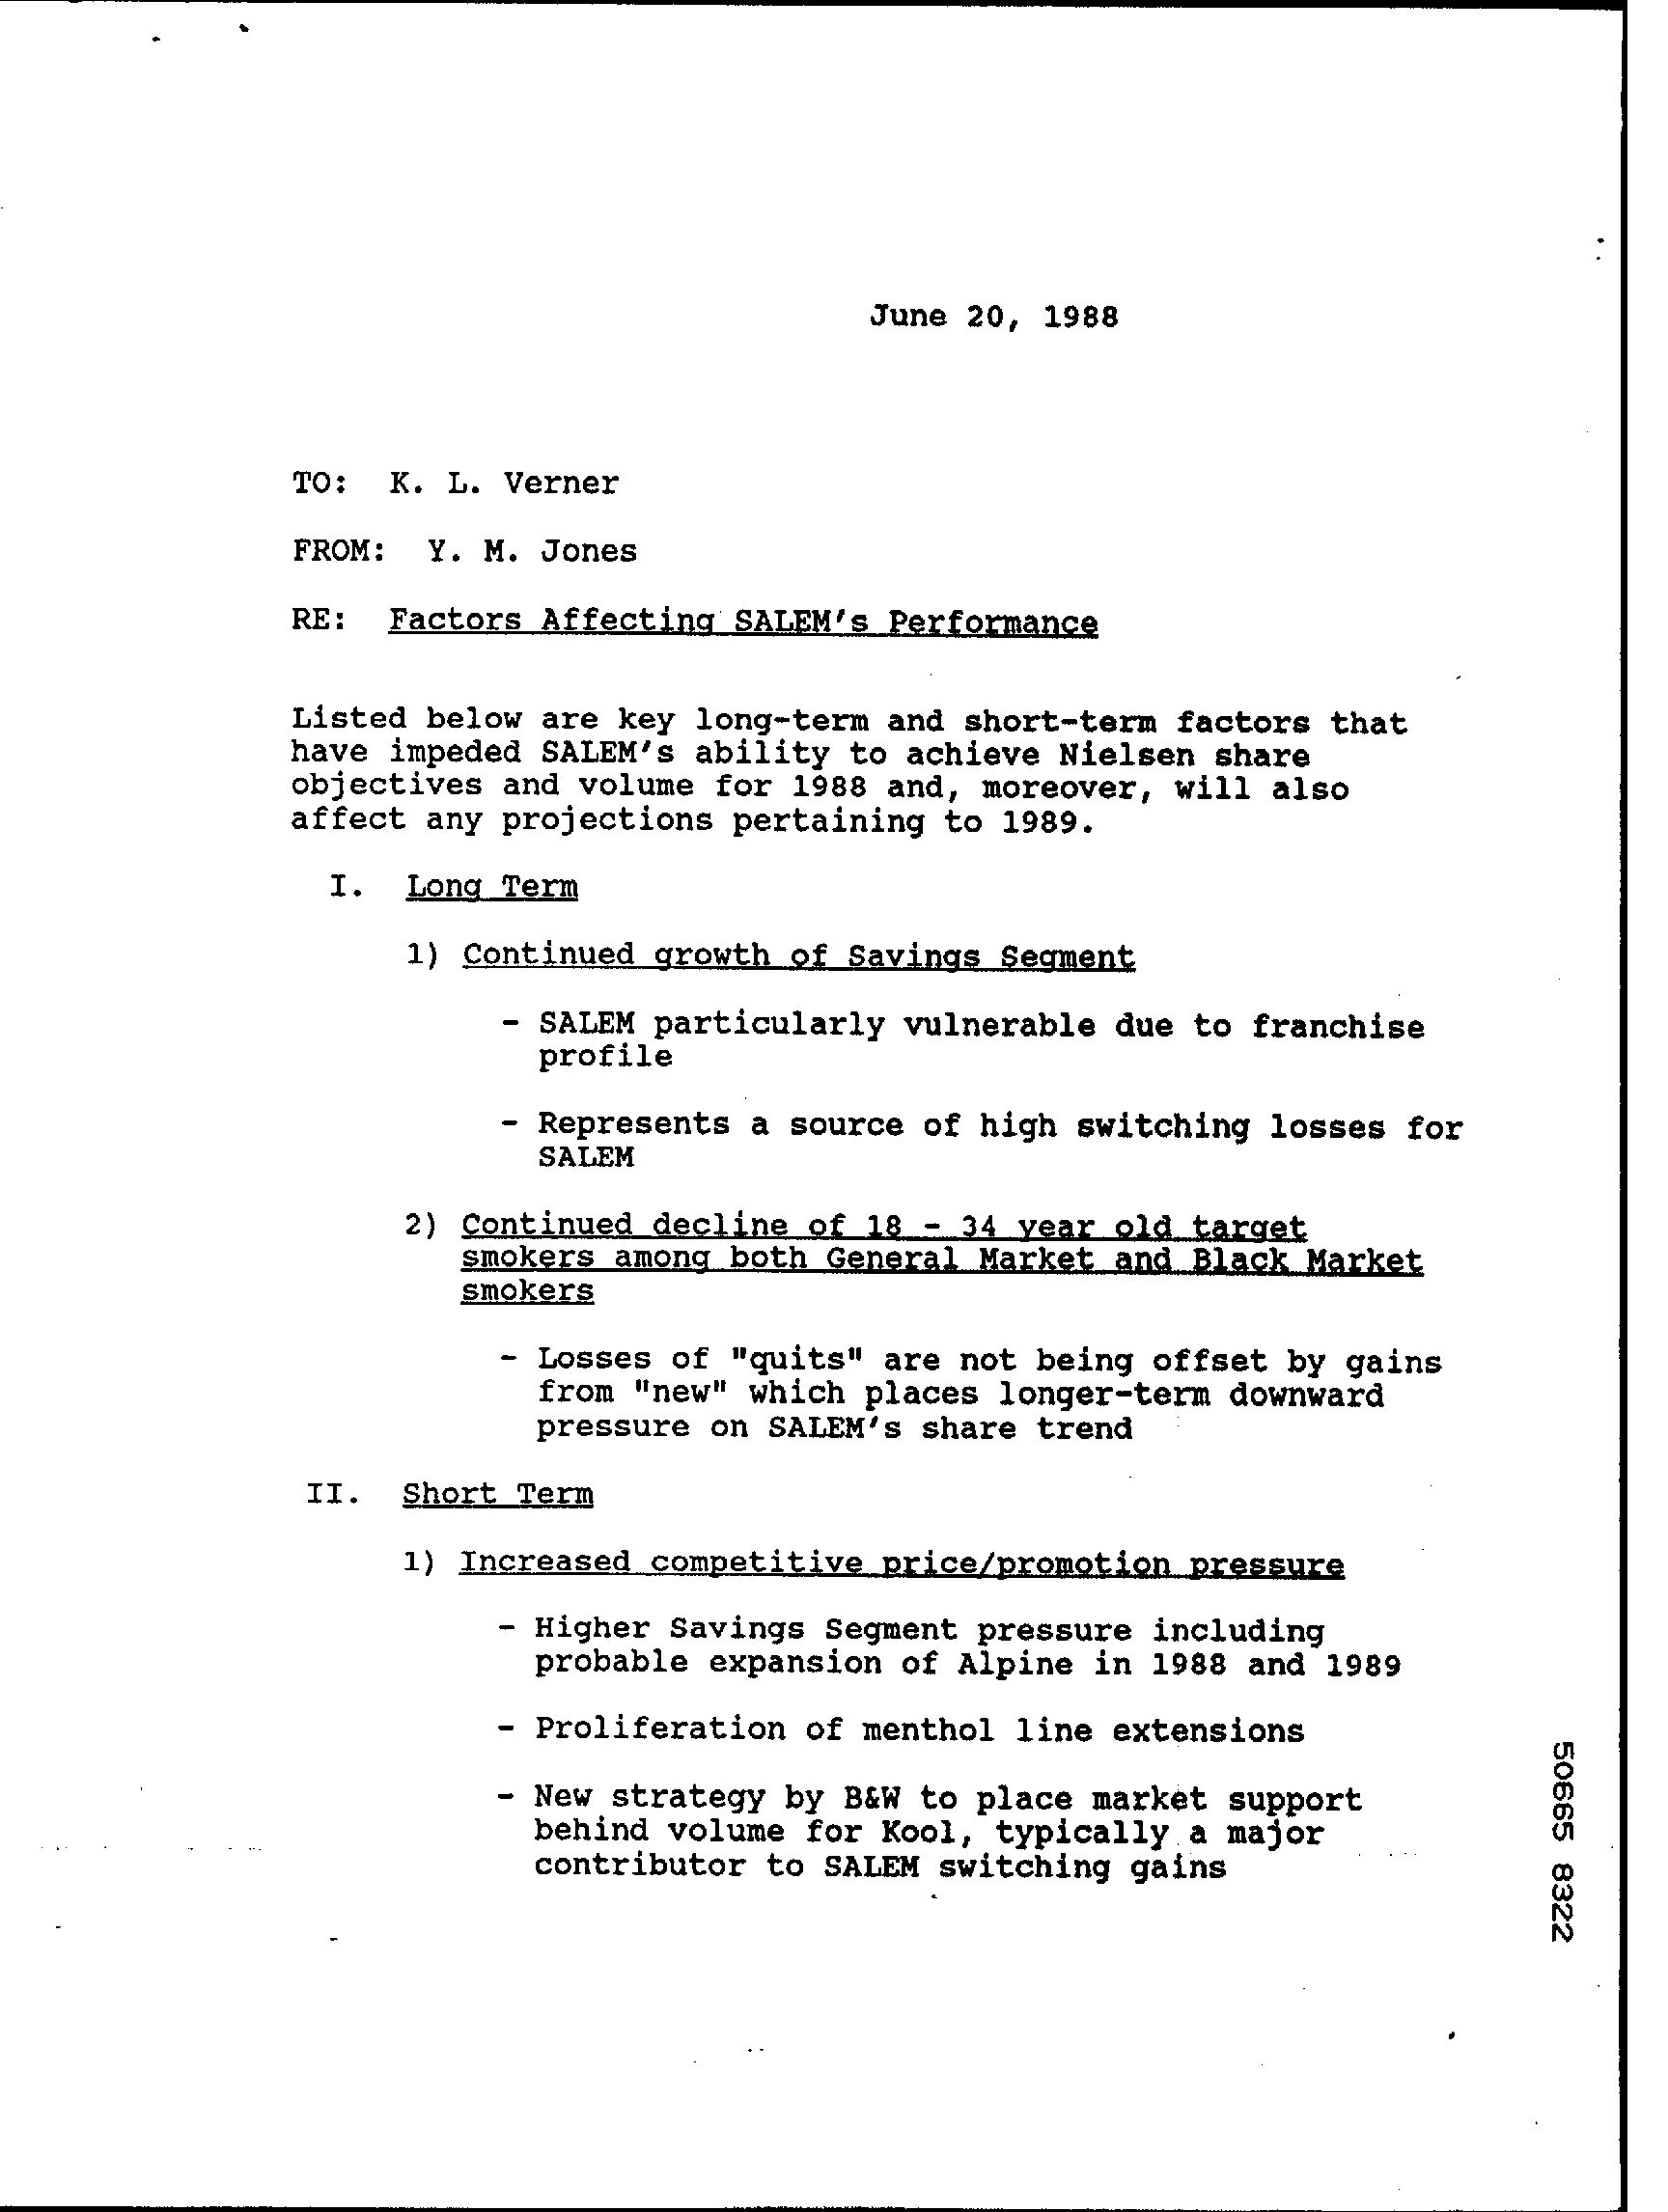 June 20, 1988
TO: K. L. Verner
FROM: Y. M. Jones
RE: Factors Affecting SALEM's Performance
Listed below are key long-term and short-term factors that
have impeded SALEM's ability to achieve Nielsen share
objectives and volume for 1988 and, moreover, will also
affect any projections pertaining to 1989.
I. Long Term
1) Continued growth of Savings Segment
- SALEM particularly vulnerable due to franchise
profile
- Represents a source of high switching losses for
SALEM
2) Continued decline of 18 - 34 year old target
smokers among both General Market and Black Market
smokers
- Losses of "quits" are not being offset by gains
from "new" which places longer-term downward
pressure on SALEM's share trend
II. Short Term
1) Increased competitive price/promotion pressure
- Higher Savings Segment pressure including
probable expansion of Alpine in 1988 and 1989
- Proliferation of menthol line extensions
- New strategy by B&W to place market support
behind volume for Kool, typically a major
contributor to SALEM switching gains
50665 8322